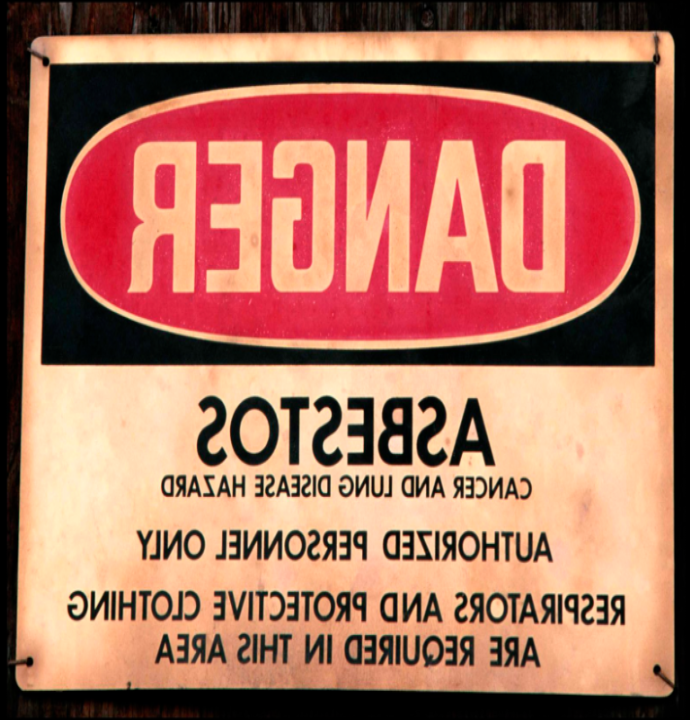 DANGER
ASBESTOS
CANCER AND LUNG DISEASE HAZARD
AUTHORIZED PERSONNEL ONLY
RESPIRATORS AND PROTECTIVE CLOTHING
ARE REQUIRED IN THIS AREA